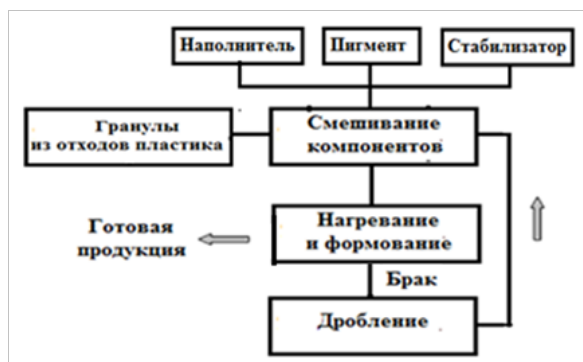 Наполнитель
Пигмент
Стабилизатор
Гранулы
из отходов пластика
Смешивание
компонентов
Готовая
продукция
Нагревание
и формование
Брак
Дробление